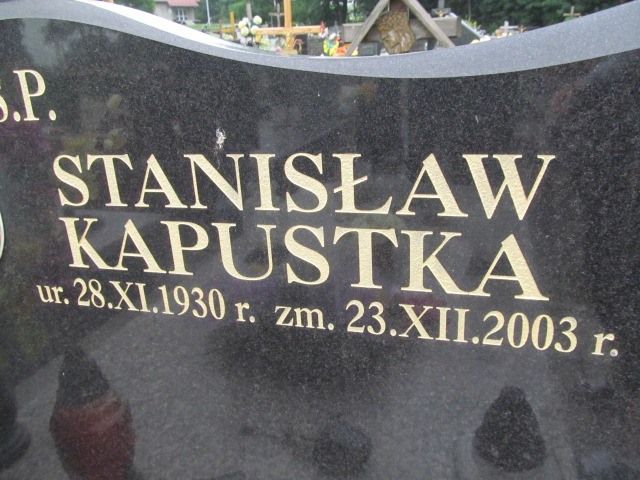 Ś.P.
STANISŁAW
KAPUSTKA
ur. 28.XI.1930 r. zm. 23.XII.2003 r.